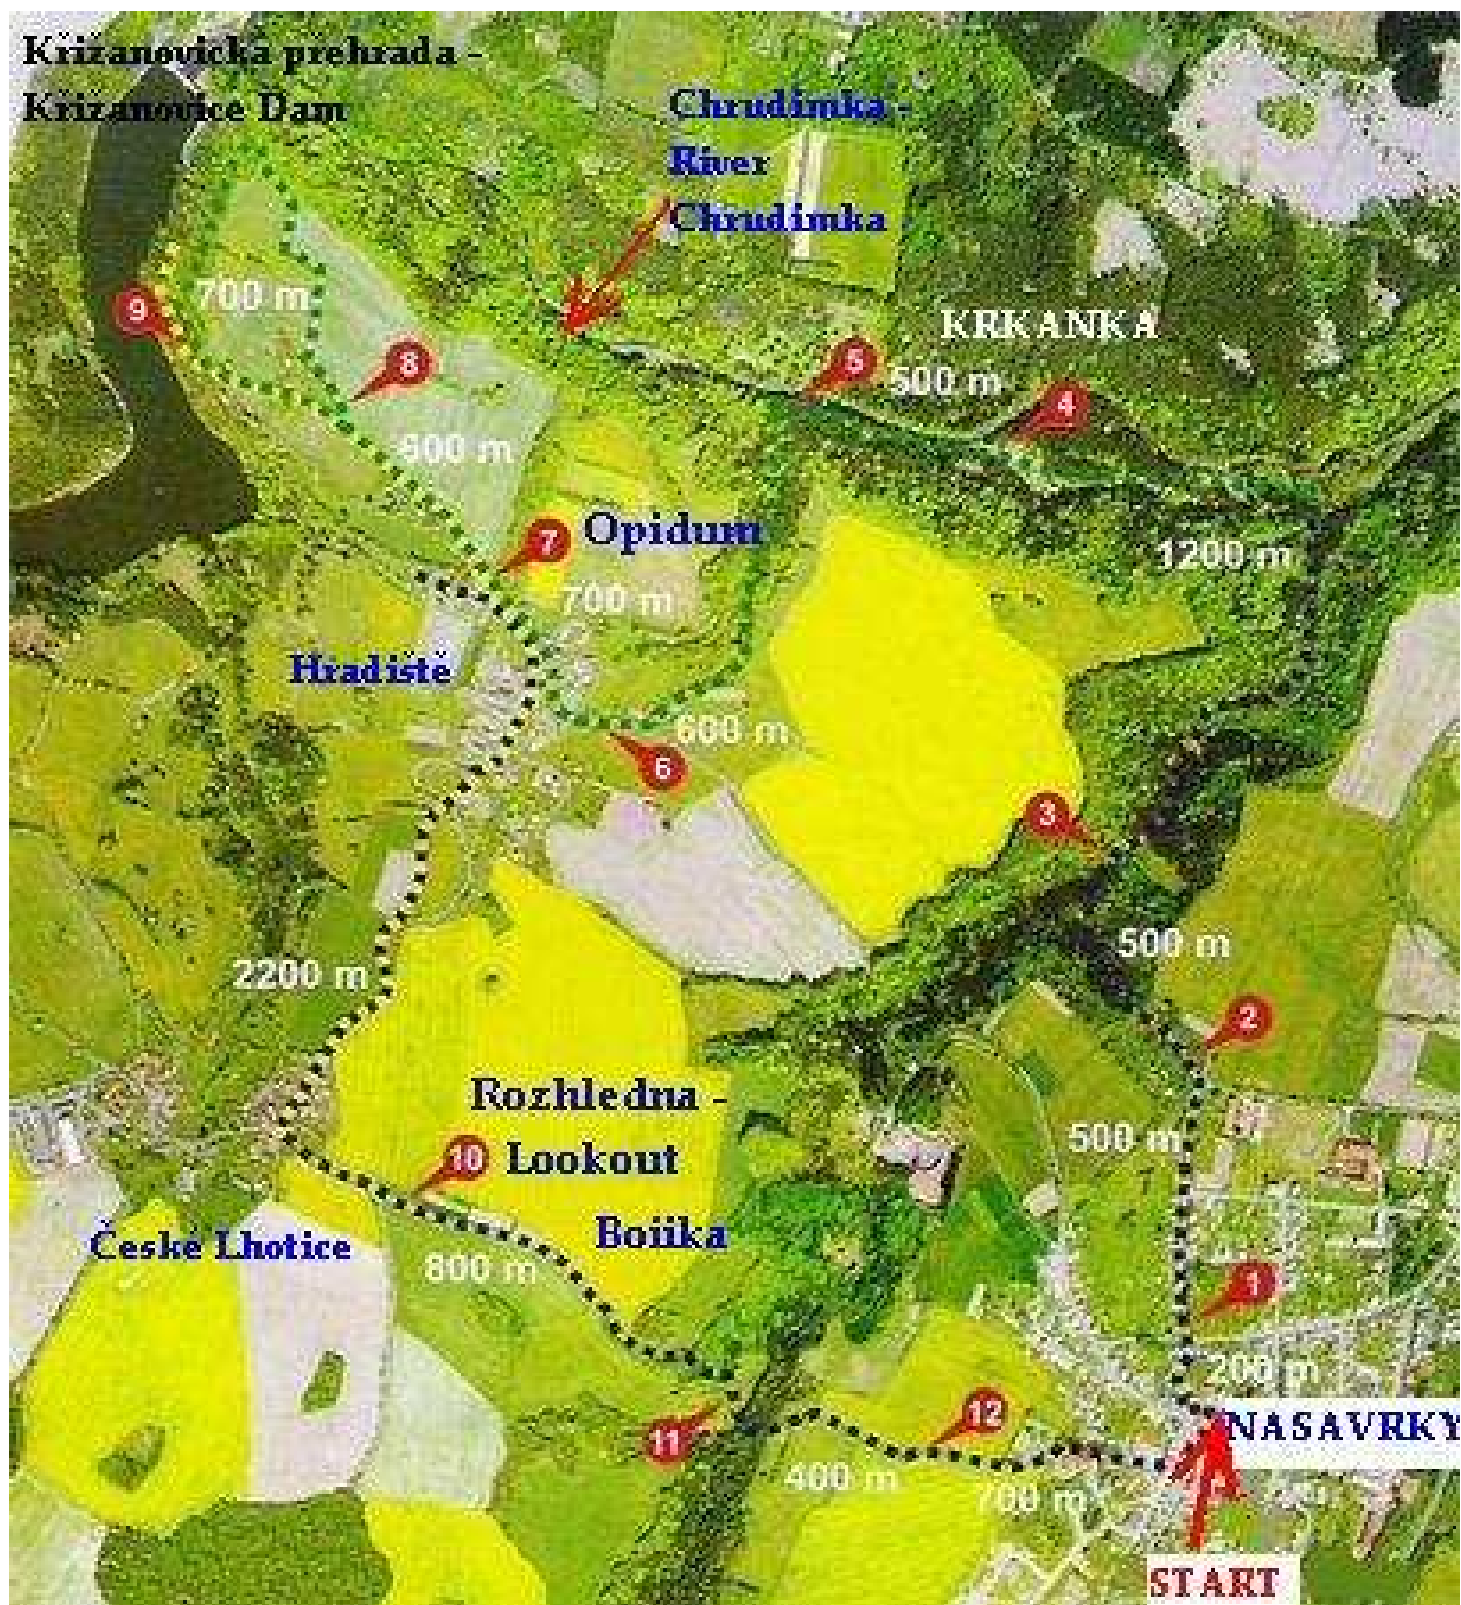 Křižanovická přehrada -
Křižanovice Dam
Chrudimka -
River
Chrudimka
KRKANKA
700 m
9
8
5
500 m
4
600 m
7
Opidum
1200 m
700 m
Hradiště
600 m
6
3
500 m
2200 m
2
Rozhledna -
10
Lookout
500 m
Boiika
České Lhotice
800 m
1
200 m
11
12
NASAVRKY
400 m
700 m
START